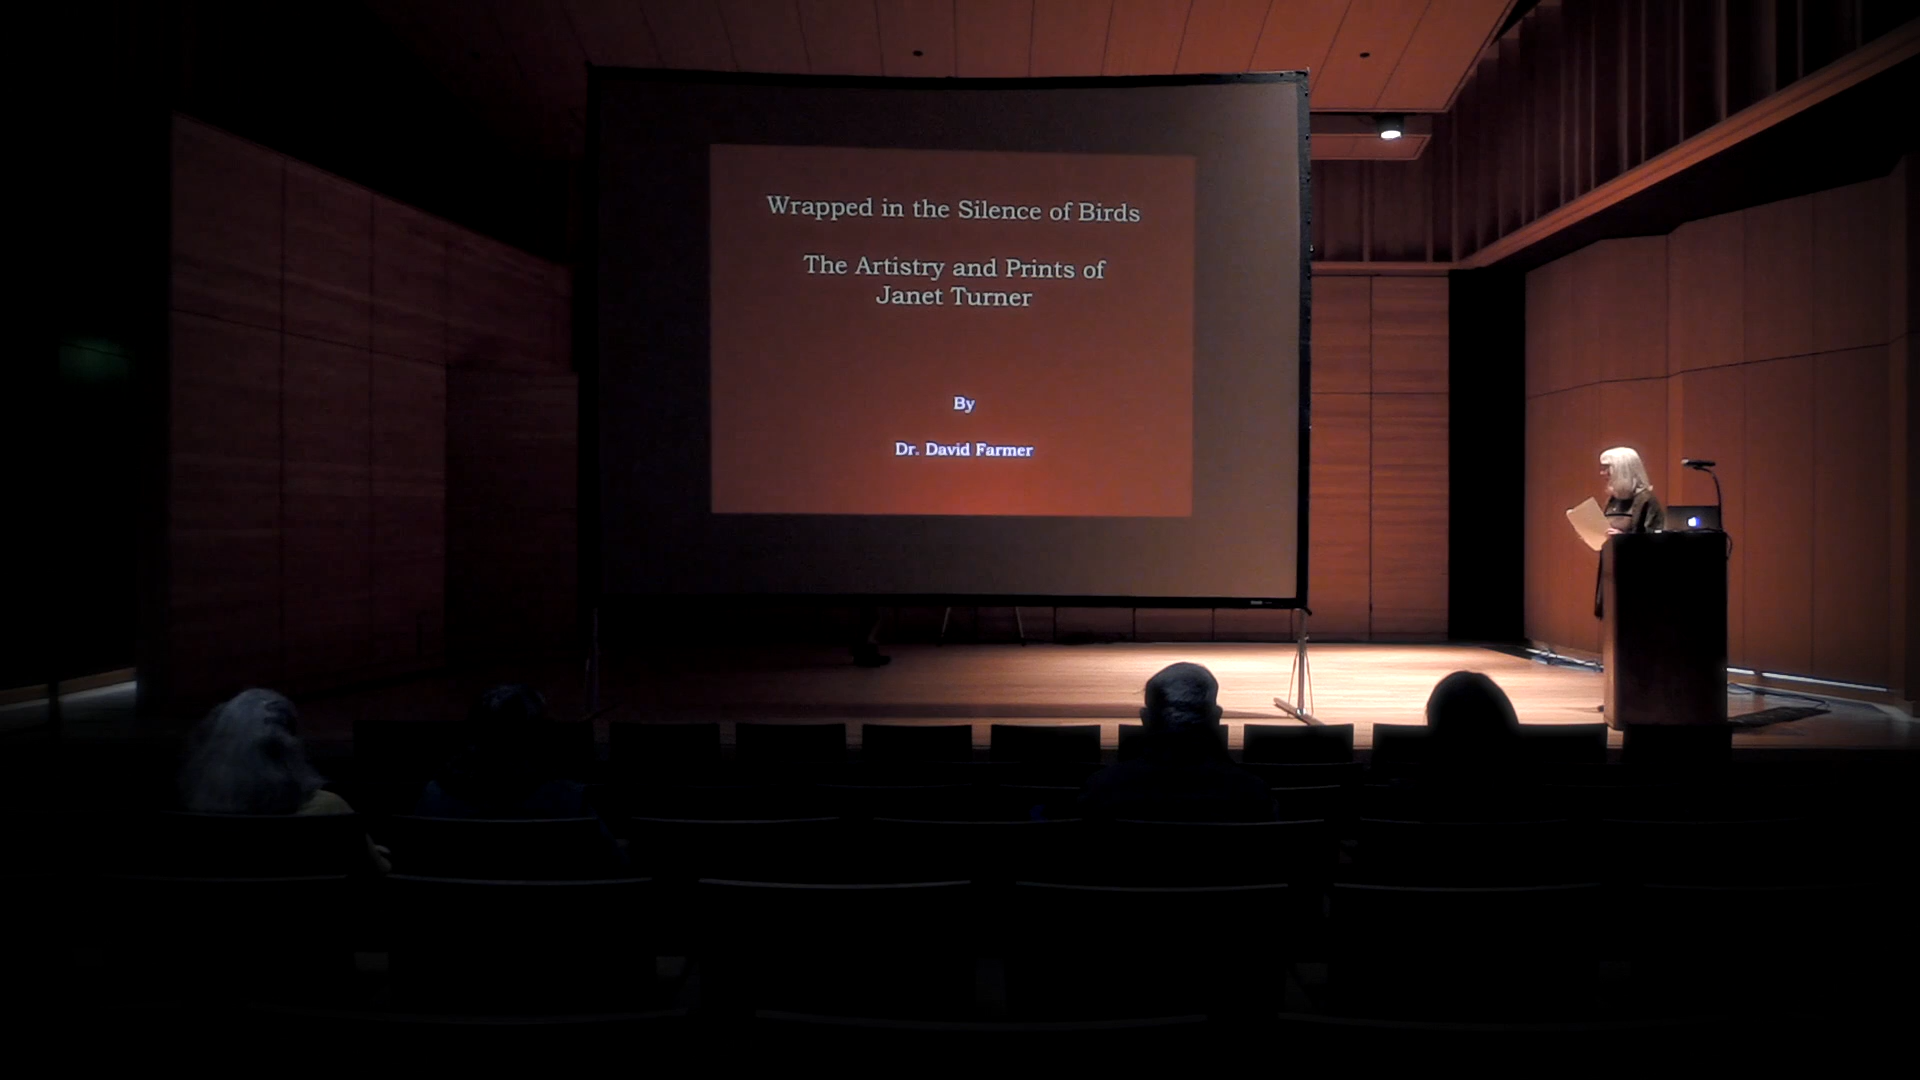 Wrapped in the Silence of Birds
The Artistry and Prints of
Janet Turner
By
Dr. David Farmer